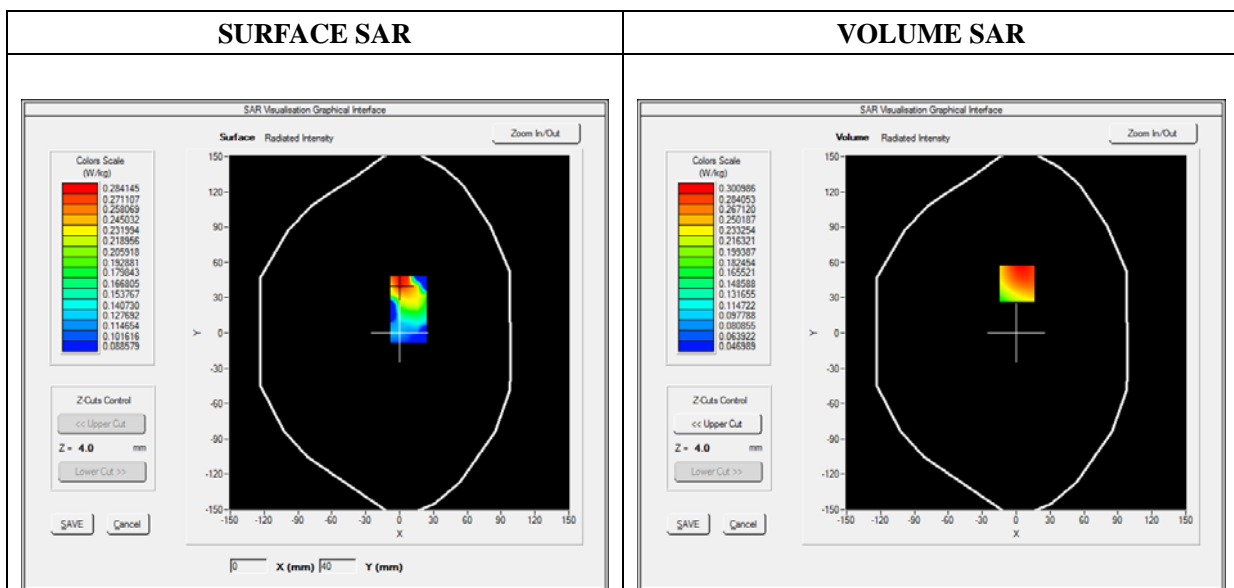 SURFACE SAR
VOLUME SAR
SAR Visualisation Graphical Interface
Surface Radiated Intensity
Zoom In/Out
Colors Scale
(W/kg)
0.284145
0.271107
0.258069
0.245032
0.231994
0.218956
0.205918
0.192881
0.179843
0.166805
0.153767
0.140730
0.127692
0.114654
0.101616
0.088579
Z-Cuts Control
<< Upper Cut
Z = 4.0 mm
Lower Cut >>
SAVE Cancel
150
120
90
60
30
0
-30
-60
-90
-120
-150
Y
-150 -120 -90 -60 -30 0 30 60 90 120 150
X
0 X (mm) 40 Y (mm)
SAR Visualisation Graphical Interface
Volume Radiated Intensity
Zoom In/Out
Colors Scale
(W/kg)
0.300986
0.284053
0.267120
0.250187
0.233254
0.216321
0.199387
0.182454
0.165521
0.148588
0.131655
0.114722
0.097788
0.080855
0.063922
0.046989
Z-Cuts Control
<< Upper Cut
Z = 4.0 mm
Lower Cut >>
SAVE Cancel
150
120
90
60
30
0
-30
-60
-90
-120
-150
Y
-150 -120 -90 -60 -30 0 30 60 90 120 150
X